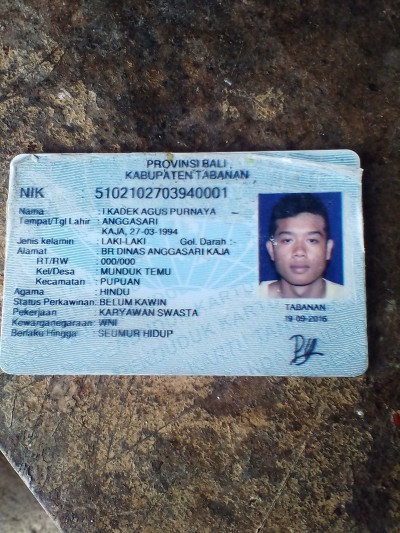 PROVINSI BALI
KABUPATEN TABANAN
NIK 5102102703940001
Nama : I KADEK AGUS PURNAYA
Tempat/Tgl Lahir : ANGGASARI
KAJA, 27-03-1994
Jenis kelamin : LAKI-LAKI Gol. Darah :-
Alamat : BR DINAS ANGGASARI KAJA
RT/RW : 000/000
Kel/Desa : MUNDUK TEMU
Kecamatan : PUPUAN
Agama : HINDU
Status Perkawinan: BELUM KAWIN
Pekerjaan : KARYAWAN SWASTA
Kewarganegaraan: WNI
Berlaku Hingga : SEUMUR HIDUP
TABANAN
19-09-2016